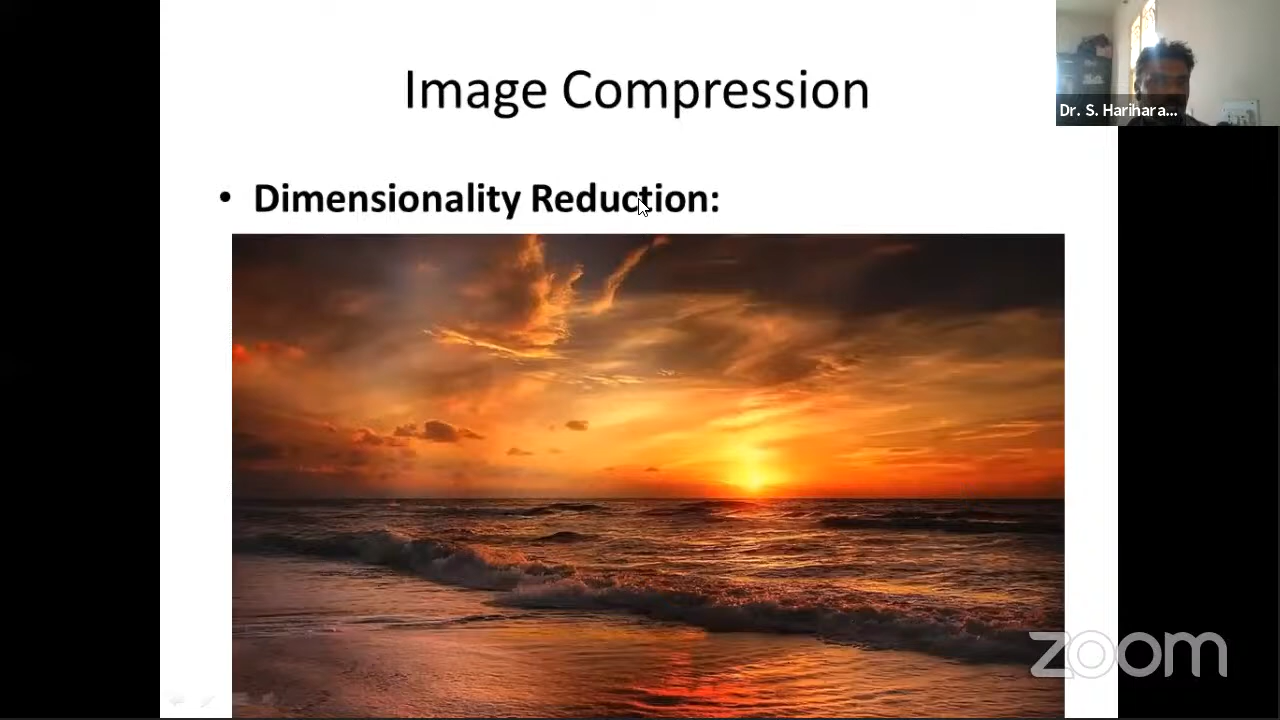 Image Compression
Dr. S. Harihara...
• Dimensionality Reduction:
zoom